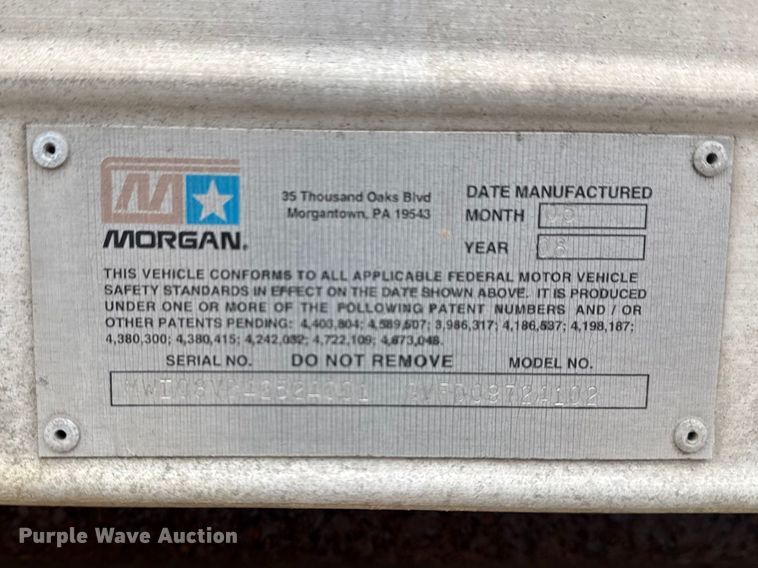 MORGAN®
35 Thousand Oaks Blvd
Morgantown, PA 19543
DATE MANUFACTURED
MONTH
YEAR
THIS VEHICLE CONFORMS TO ALL APPLICABLE FEDERAL MOTOR VEHICLE
SAFETY STANDARDS IN EFFECT ON THE DATE SHOWN ABOVE. IT IS PRODUCED
UNDER ONE OR MORE OF THE FOLLOWING PATENT NUMBERS AND / OR
OTHER PATENTS PENDING: 4,403,804; 4,589,507; 3,986,317; 4,186,537; 4,198,187;
4,380,300; 4,380,415; 4,242,032; 4,722,109; 4,673,048.
SERIAL NO. DO NOT REMOVE MODEL NO.
Purple Wave Auction